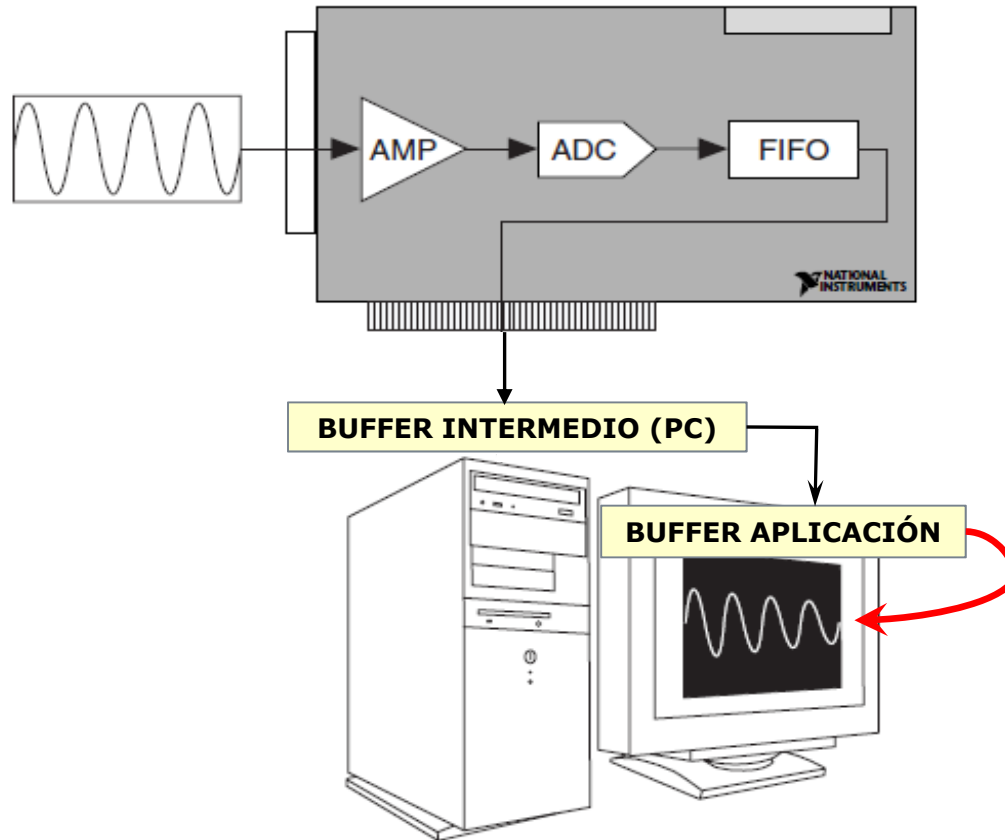 AMP
ADC
FIFO
NATIONAL
INSTRUMENTS
BUFFER INTERMEDIO (PC)
BUFFER APLICACIÓN